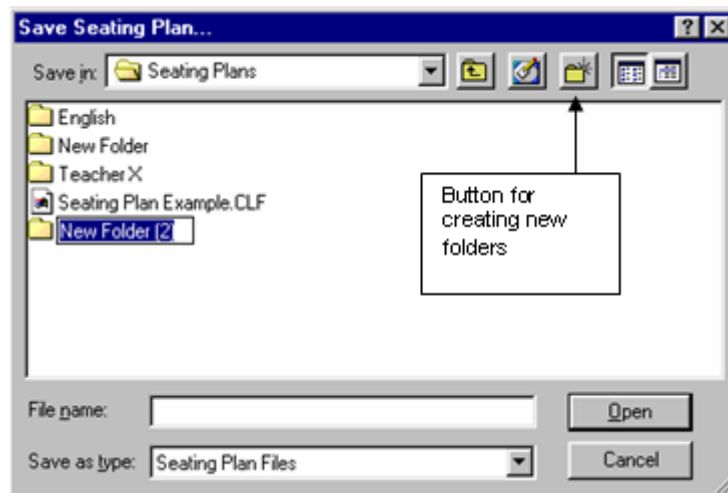 Save Seating Plan...
Save in: Seating Plans
English
New Folder
Teacher X
Seating Plan Example.CLF
New Folder (2)
Button for
creating new
folders
File name:
Open
Save as type: Seating Plan Files
Cancel